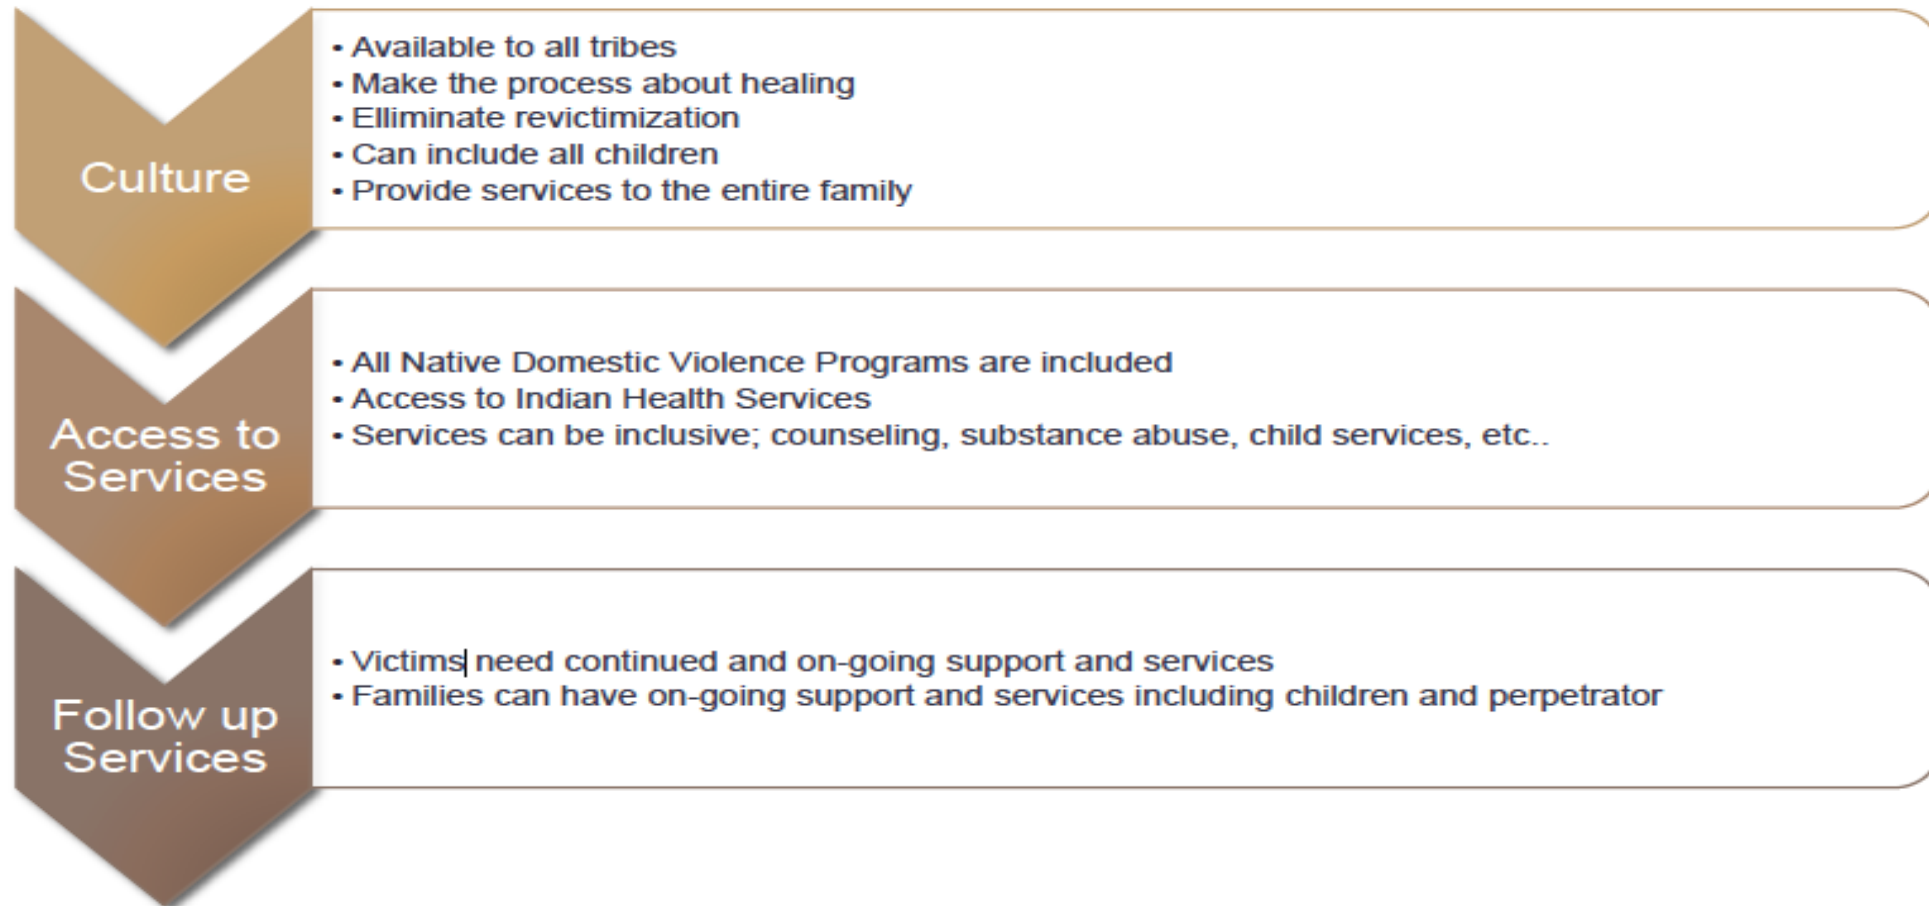 Culture
• Available to all tribes
• Make the process about healing
• Elliminate revictimization
• Can include all children
• Provide services to the entire family
Access to
Services
• All Native Domestic Violence Programs are included
• Access to Indian Health Services
• Services can be inclusive; counseling, substance abuse, child services, etc..
Follow up
Services
• Victims need continued and on-going support and services
• Families can have on-going support and services including children and perpetrator